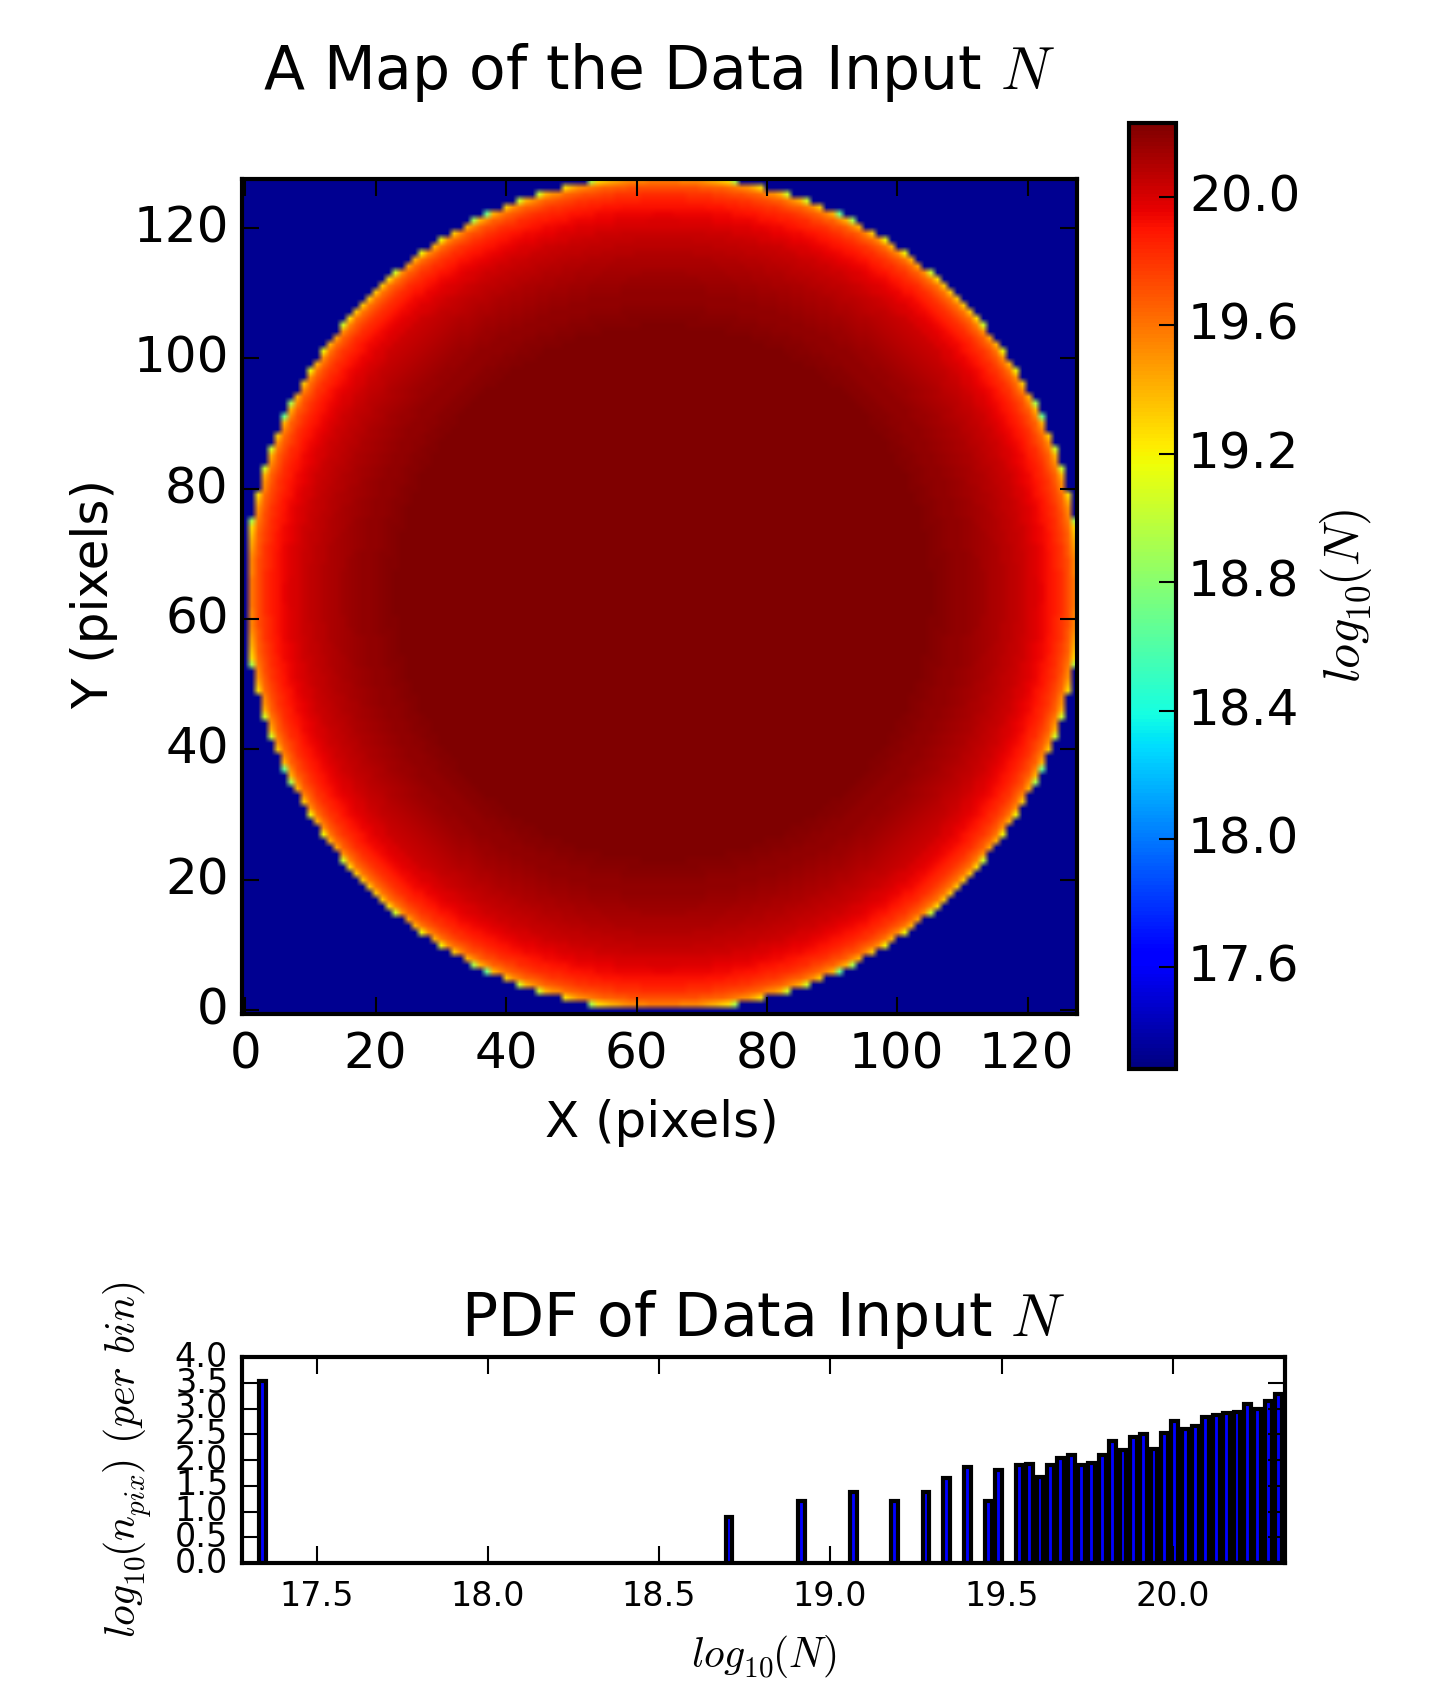 A Map of the Data Input N
120
100
80
60
40
20
0
Y (pixels)
0 20 40 60 80 100 120
X (pixels)
20.0
19.6
19.2
18.8
18.4
18.0
17.6
log10(N)
PDF of Data Input N
4.0
3.5
3.0
2.5
2.0
1.5
1.0
0.5
0.0
log10(npix) (per bin)
17.5 18.0 18.5 19.0 19.5 20.0
log10(N)